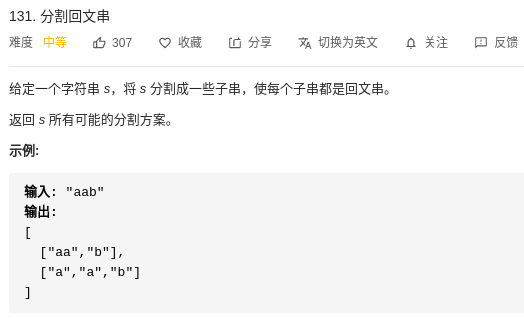 131. 分割回文串
难度 中等 307 收藏 分享 切换为英文 关注 反馈
给定一个字符串 s，将 s 分割成一些子串，使每个子串都是回文串。
返回 s 所有可能的分割方案。
示例:
输入: "aab"
输出:
[
  ["aa","b"],
  ["a","a","b"]
]